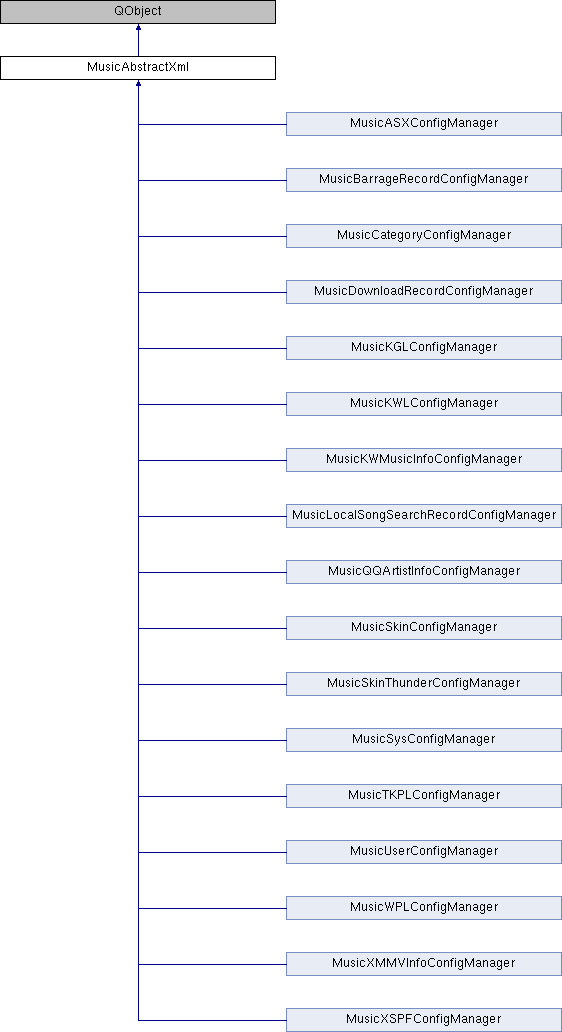 QObject
MusicAbstractXml
MusicASXConfigManager
MusicBarrageRecordConfigManager
MusicCategoryConfigManager
MusicDownloadRecordConfigManager
MusicKGLConfigManager
MusicKWLConfigManager
MusicKWMusicInfoConfigManager
MusicLocalSongSearchRecordConfigManager
MusicQQArtistInfoConfigManager
MusicSkinConfigManager
MusicSkinThunderConfigManager
MusicSysConfigManager
MusicTKPLConfigManager
MusicUserConfigManager
MusicWPLConfigManager
MusicXMMVInfoConfigManager
MusicXSPFConfigManager